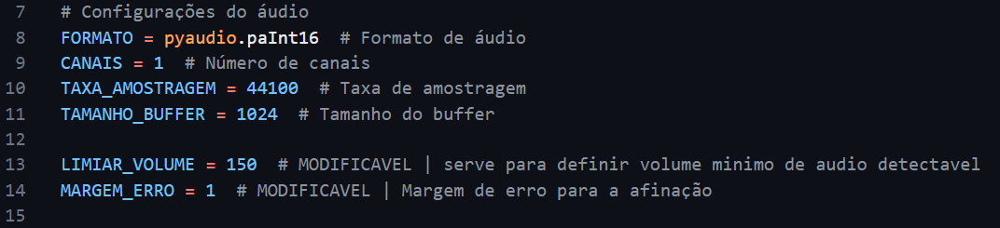 7 # Configurações do áudio
8 FORMATO = pyaudio.paInt16 # Formato de áudio
9 CANAIS = 1 # Número de canais
10 TAXA_AMOSTRAGEM = 44100 # Taxa de amostragem
11 TAMANHO_BUFFER = 1024 # Tamanho do buffer
12
13 LIMIAR_VOLUME = 150 # MODIFICAVEL | serve para definir volume minimo de audio detectavel
14 MARGEM_ERRO = 1 # MODIFICAVEL | Margem de erro para a afinação
15